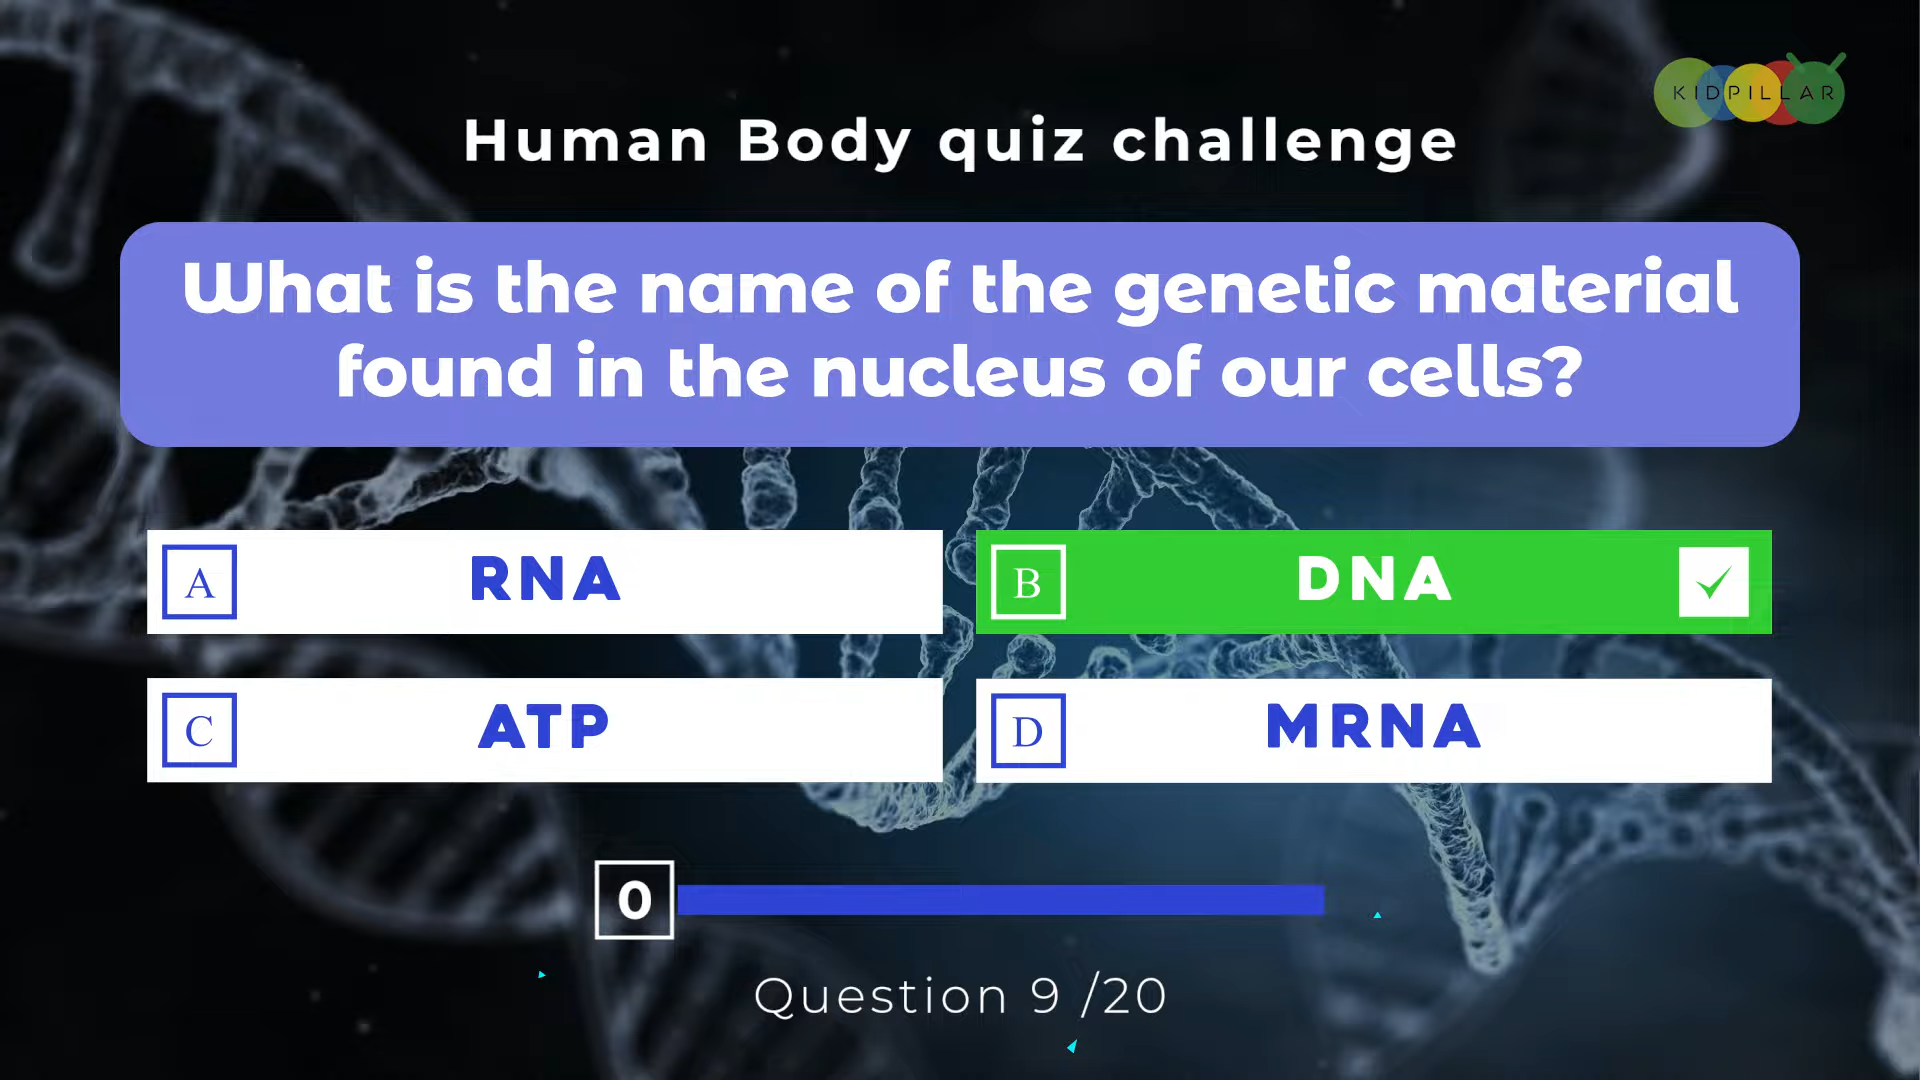 KIDPILLAR
Human Body quiz challenge
What is the name of the genetic material
found in the nucleus of our cells?
A RNA
B DNA
C ATP
D MRNA
0
Question 9 /20